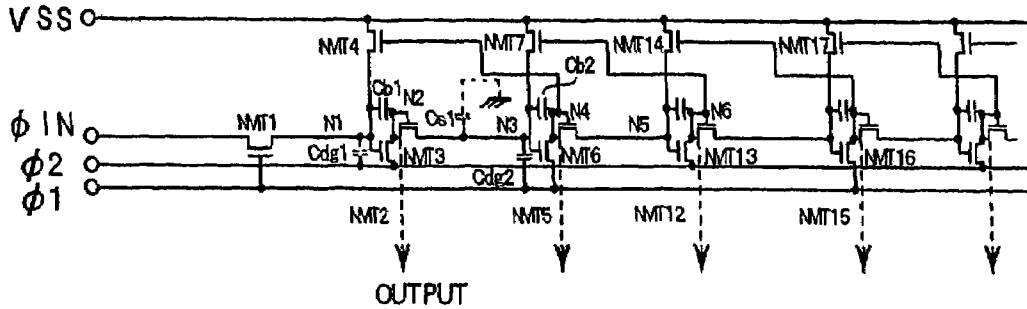 VSS
NMT4 NMT7 NMT14 NMT17
Cb2
Cb1 N2 Cs1 N4 N6
φIN NMT1 N1 N3 N5
Cdg1 NMT3 NMT6 NMT13 NMT16
φ2
Cdg2
φ1
NMT2 NMT5 NMT12 NMT15
OUTPUT